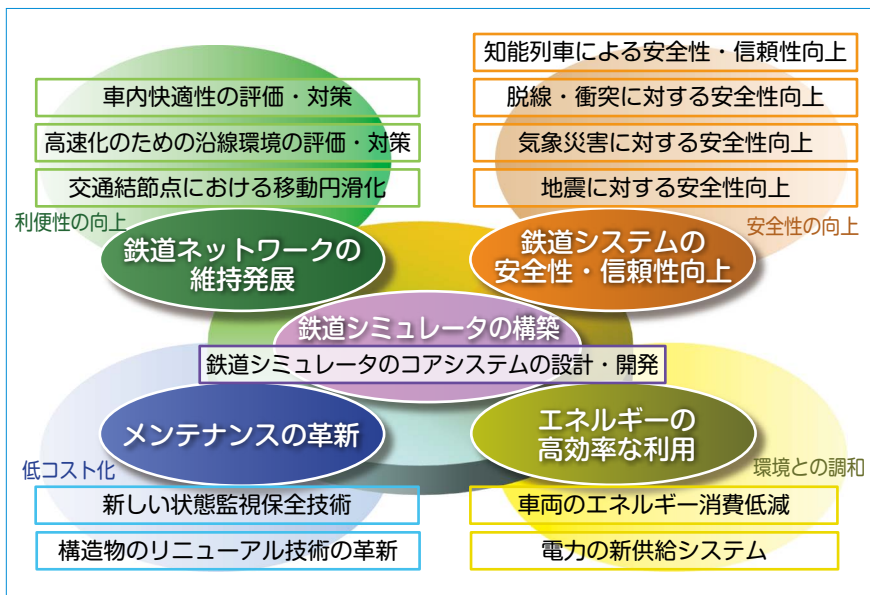 車内快適性の評価・対策
高速化のための沿線環境の評価・対策
交通結節点における移動円滑化
利便性の向上
鉄道ネットワークの
維持発展
知能列車による安全性・信頼性向上
脱線・衝突に対する安全性向上
気象災害に対する安全性向上
地震に対する安全性向上
安全性の向上
鉄道システムの
安全性・信頼性向上
鉄道シミュレータの構築
鉄道シミュレータのコアシステムの設計・開発
メンテナンスの革新
低コスト化
新しい状態監視保全技術
構造物のリニューアル技術の革新
エネルギーの
高効率な利用
環境との調和
車両のエネルギー消費低減
電力の新供給システム